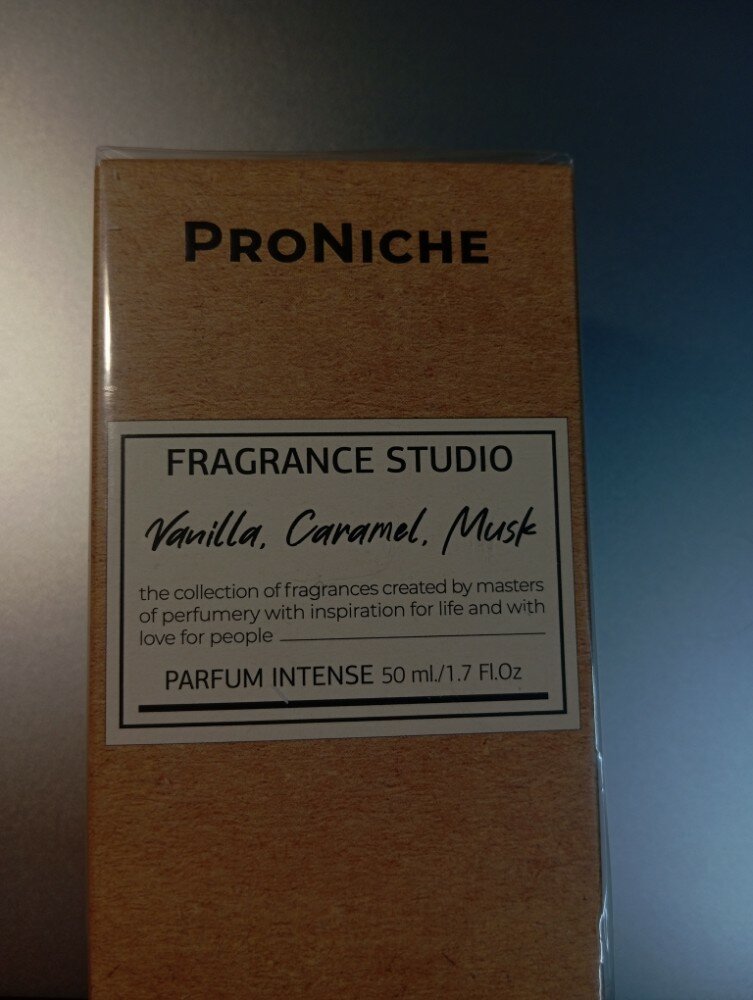 PRONICHE
FRAGRANCE STUDIO
Vanilla, Caramel, Musk
the collection of fragrances created by masters
of perfumery with inspiration for life and with
love for people
PARFUM INTENSE 50 ml./1.7 Fl.Oz